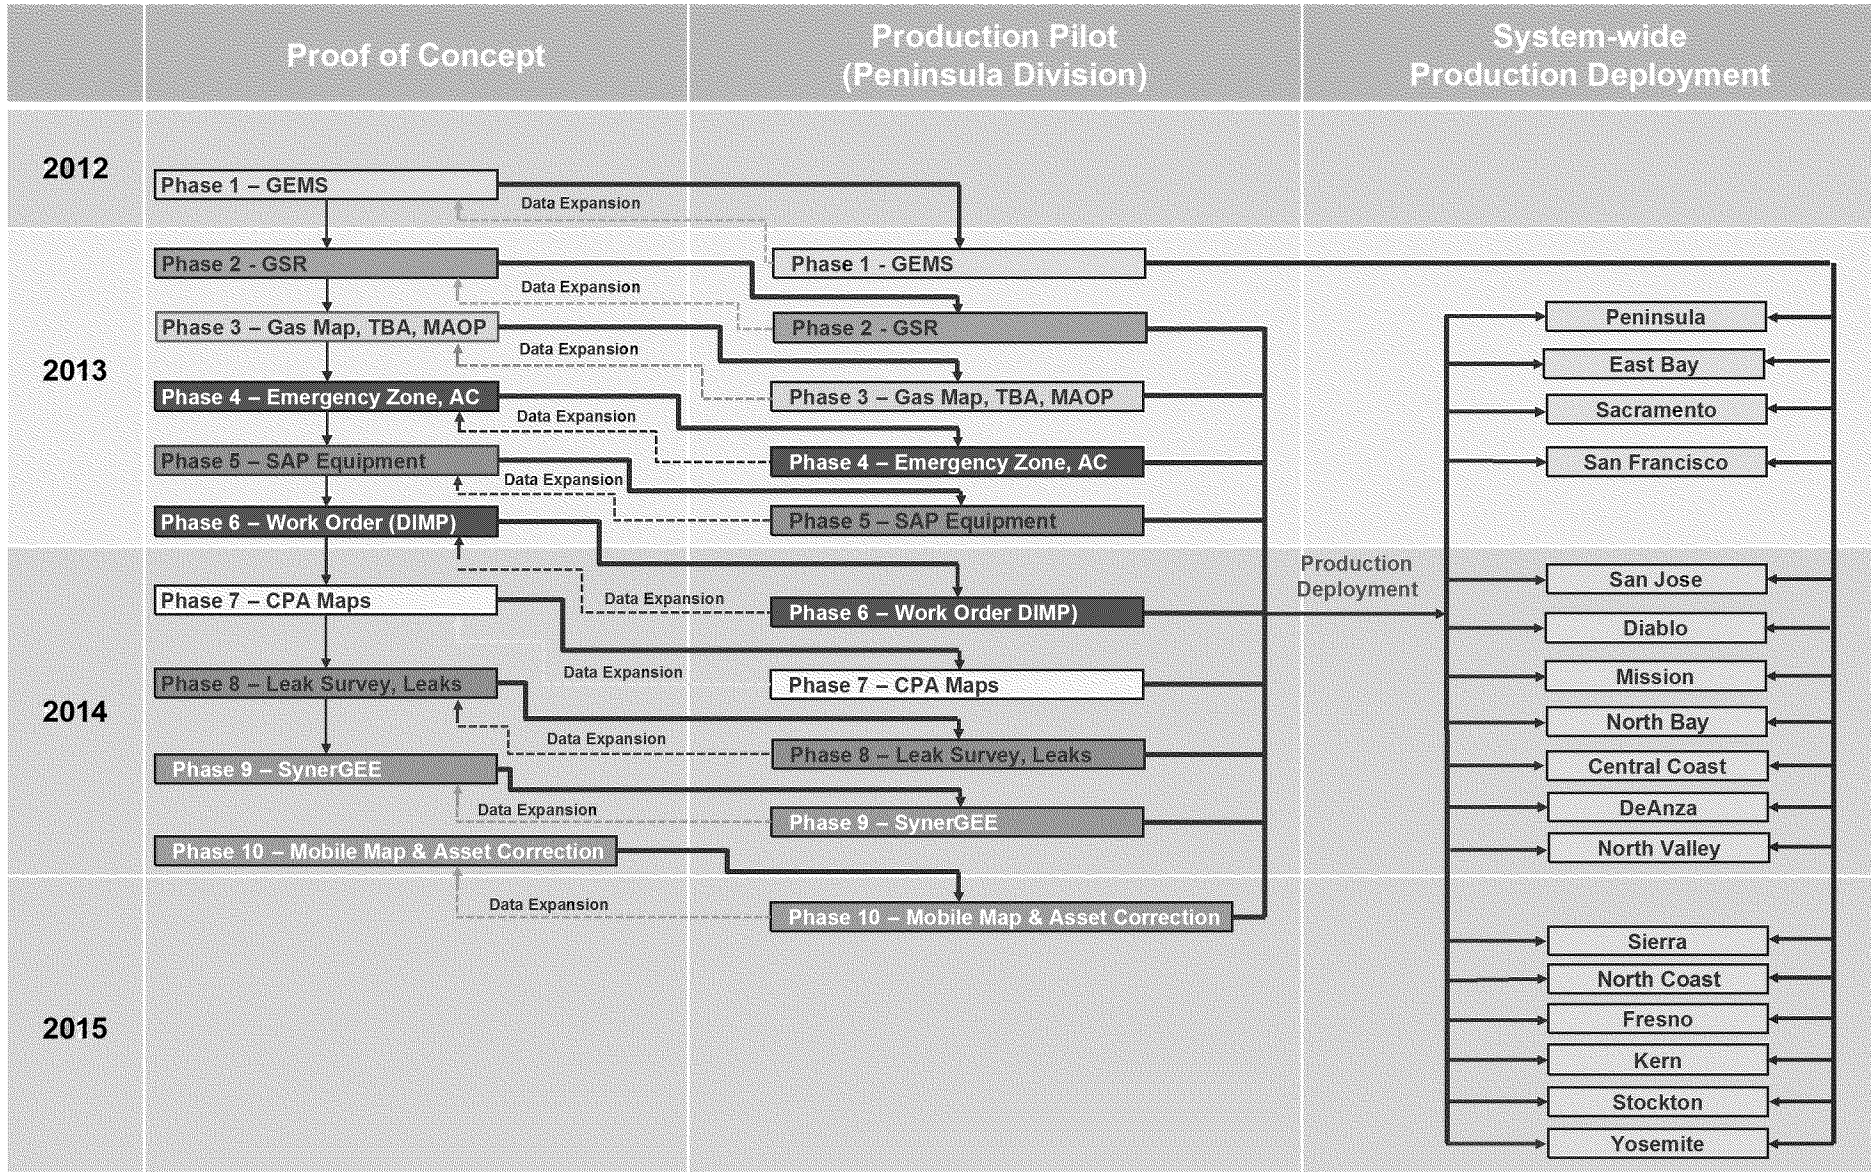 Proof of Concept
Production Pilot
(Peninsula Division)
System-wide
Production Deployment
2012
Phase 1 – GEMS
Data Expansion
2013
Phase 2 - GSR
Phase 1 - GEMS
Data Expansion
Phase 3 – Gas Map, TBA, MAOP
Phase 2 - GSR
Peninsula
Data Expansion
East Bay
Phase 4 – Emergency Zone, AC
Phase 3 – Gas Map, TBA, MAOP
Sacramento
Data Expansion
Phase 5 – SAP Equipment
Phase 4 – Emergency Zone, AC
San Francisco
Data Expansion
Phase 6 – Work Order (DIMP)
Phase 5 – SAP Equipment
2014
Production
Deployment
San Jose
Phase 7 – CPA Maps
Data Expansion
Phase 6 – Work Order DIMP)
Diablo
Data Expansion
Phase 8 – Leak Survey, Leaks
Phase 7 – CPA Maps
Mission
North Bay
Data Expansion
Phase 8 – Leak Survey, Leaks
Phase 9 – SynerGEE
Central Coast
Data Expansion
Phase 9 – SynerGEE
DeAnza
Phase 10 – Mobile Map & Asset Correction
North Valley
2015
Data Expansion
Phase 10 – Mobile Map & Asset Correction
Sierra
North Coast
Fresno
Kern
Stockton
Yosemite